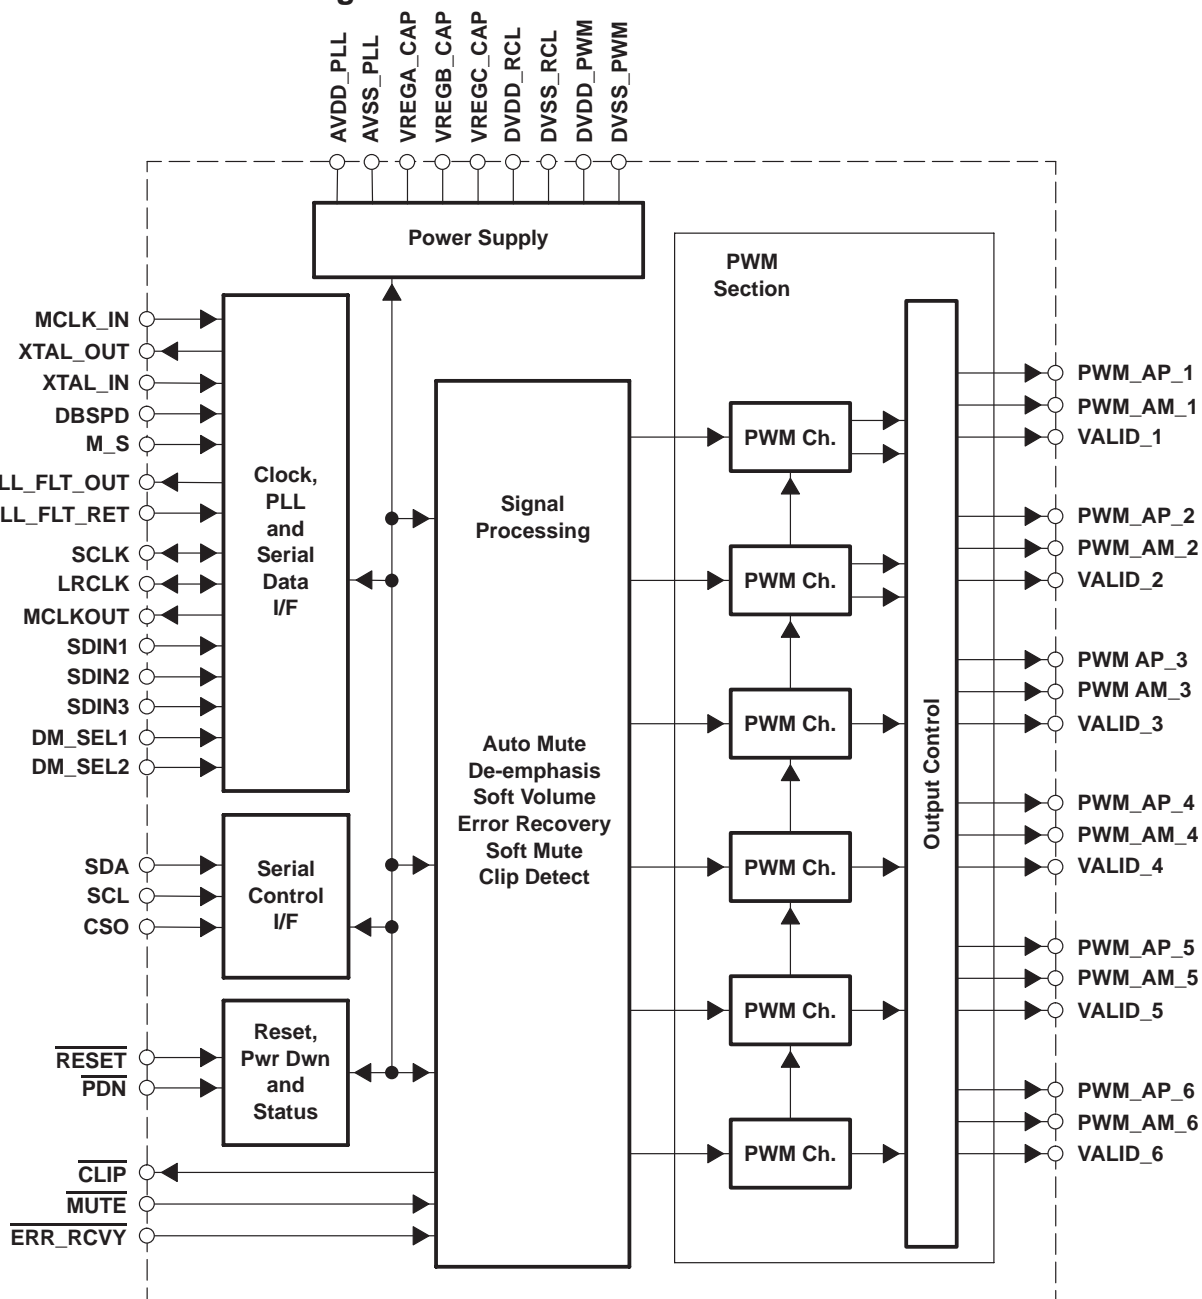 g
AVDD_PLL
AVSS_PLL
VREGA_CAP
VREGB_CAP
VREGC_CAP
DVDD_RCL
DVSS_RCL
DVDD_PWM
DVSS_PWM
Power Supply
PWM
Section
MCLK_IN
XTAL_OUT
XTAL_IN
DBSPD
M_S
LL_FLT_OUT
LL_FLT_RET
SCLK
LRCLK
MCLKOUT
SDIN1
SDIN2
SDIN3
DM_SEL1
DM_SEL2
Clock,
PLL
and
Serial
Data
I/F
SDA
SCL
CSO
Serial
Control
I/F
RESET
PDN
Reset,
Pwr Dwn
and
Status
CLIP
MUTE
ERR_RCVY
Signal
Processing
Auto Mute
De-emphasis
Soft Volume
Error Recovery
Soft Mute
Clip Detect
PWM Ch.
PWM Ch.
PWM Ch.
PWM Ch.
PWM Ch.
PWM Ch.
Output Control
PWM_AP_1
PWM_AM_1
VALID_1
PWM_AP_2
PWM_AM_2
VALID_2
PWM AP_3
PWM AM_3
VALID_3
PWM_AP_4
PWM_AM_4
VALID_4
PWM_AP_5
PWM_AM_5
VALID_5
PWM_AP_6
PWM_AM_6
VALID_6